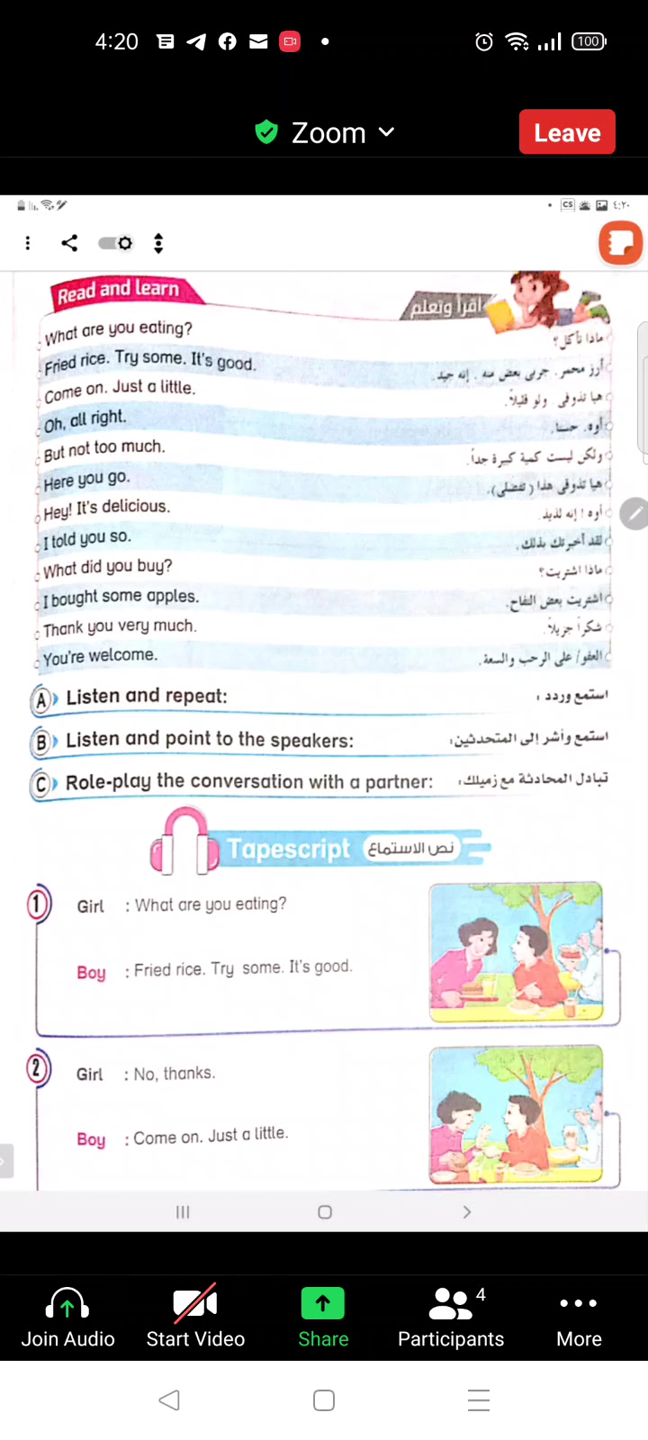 4:20
100
Zoom
Leave
CS ٤:٢٠
Read and learn
اقرأ وتعلم
What are you eating?
ماذا تأكل؟
Fried rice. Try some. It's good.
أرز محمر. جربي بعض منه. إنه جيد.
Come on. Just a little.
هيا تذوقي ولو قليلاً.
Oh, all right.
أوه. حسنا.
But not too much.
ولكن ليست كمية كبيرة جداً.
Here you go.
هيا تذوقي هذا (تفضلي).
Hey! It's delicious.
أوه! إنه لذيذ.
I told you so.
لقد أخبرتك بذلك.
What did you buy?
ماذا اشتريت؟
I bought some apples.
اشتريت بعض التفاح.
Thank you very much.
شكراً جزيلاً.
You're welcome.
العفو/ على الرحب والسعة.
A Listen and repeat:
استمع وردد :
B Listen and point to the speakers:
استمع وأشر إلى المتحدثين:
C Role-play the conversation with a partner:
تبادل المحادثة مع زميلك:
Tapescript نص الاستماع
1 Girl : What are you eating?
Boy : Fried rice. Try some. It's good.
2 Girl : No, thanks.
Boy : Come on. Just a little.
4
Join Audio Start Video Share Participants More